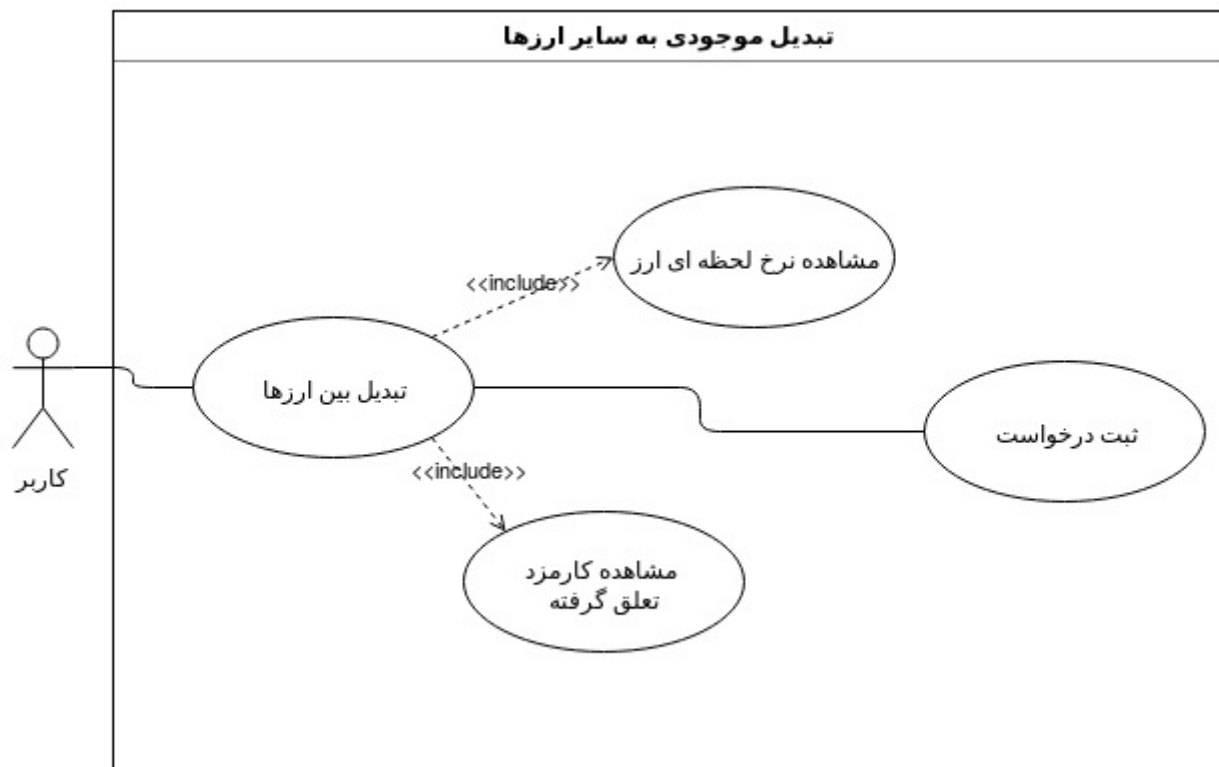 تبدیل موجودی به سایر ارزها
مشاهده نرخ لحظه ای ارز
<<include>>
تبدیل بین ارزها
ثبت درخواست
<<include>>
کاربر
مشاهده کارمزد
تعلق گرفته